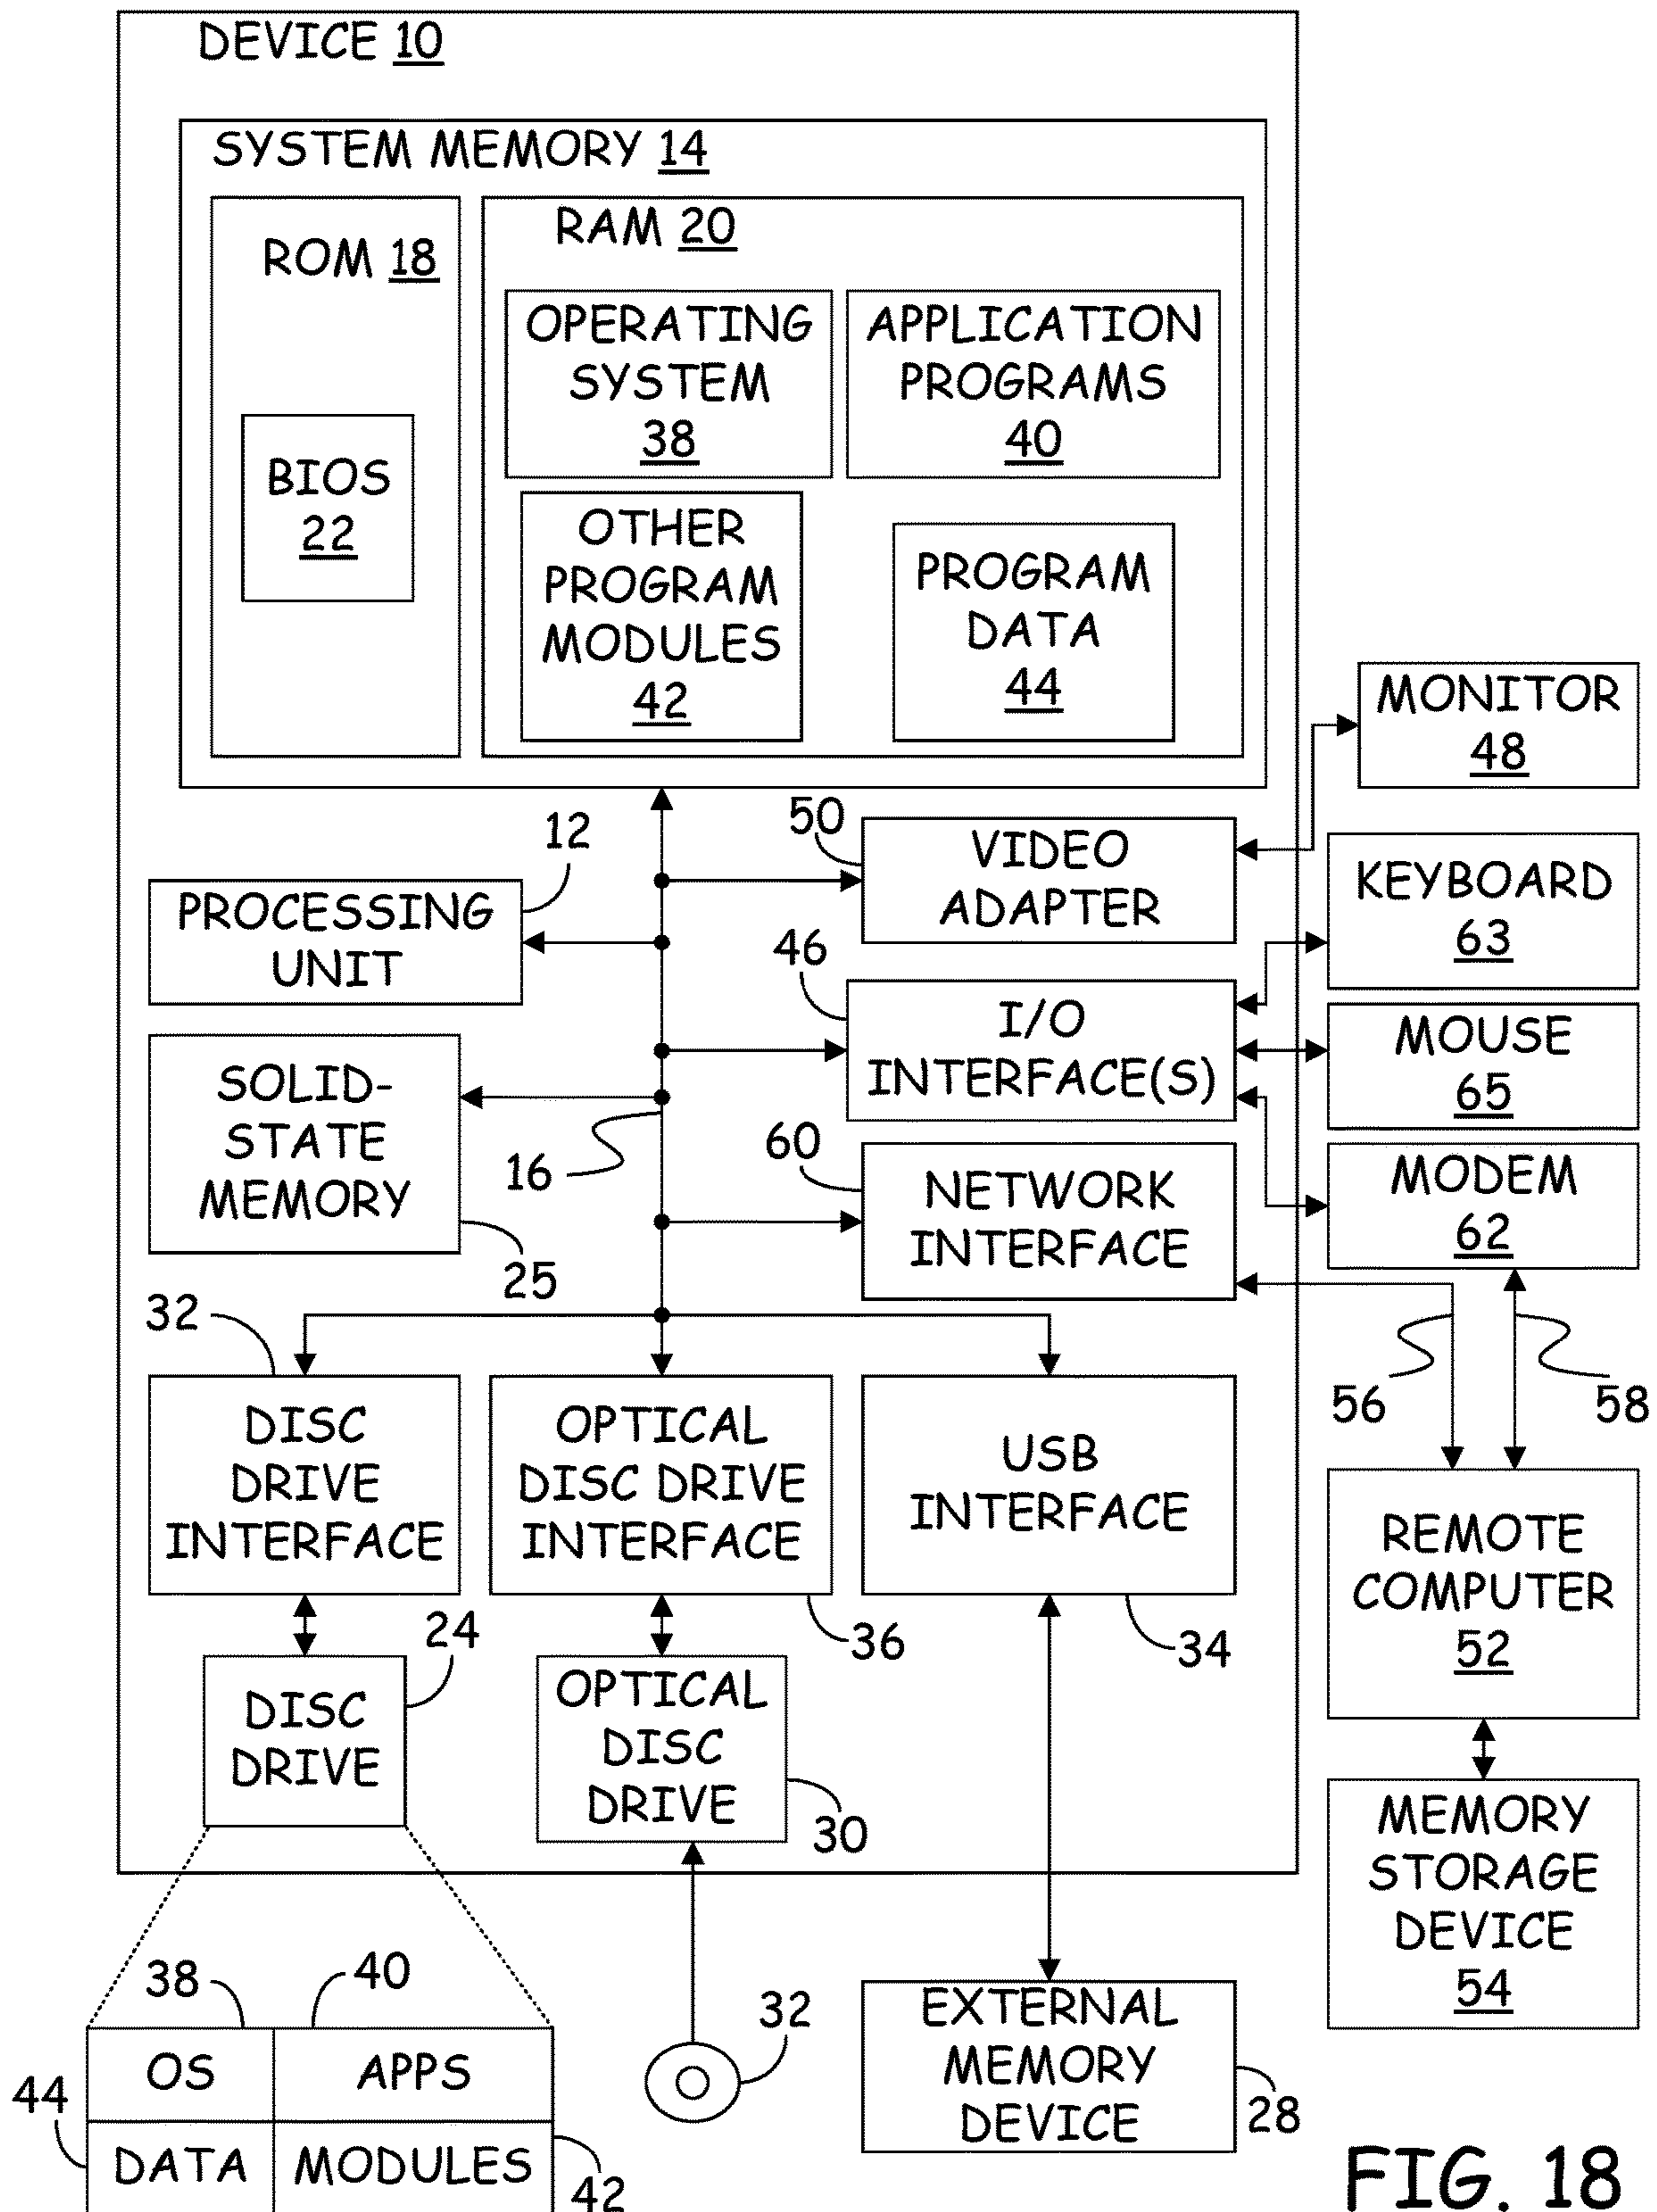 DEVICE 10
SYSTEM MEMORY 14
ROM 18
BIOS
22
RAM 20
OPERATING
SYSTEM
38
APPLICATION
PROGRAMS
40
OTHER
PROGRAM
MODULES
42
PROGRAM
DATA
44
MONITOR
48
12
PROCESSING
UNIT
50
VIDEO
ADAPTER
KEYBOARD
63
46
I/O
INTERFACE(S)
MOUSE
65
SOLID-
STATE
MEMORY
25
16
60
NETWORK
INTERFACE
MODEM
62
56
58
32
DISC
DRIVE
INTERFACE
OPTICAL
DISC DRIVE
INTERFACE
36
USB
INTERFACE
34
REMOTE
COMPUTER
52
24
DISC
DRIVE
OPTICAL
DISC
DRIVE
30
MEMORY
STORAGE
DEVICE
54
38
40
OS
APPS
44
DATA
MODULES
42
32
EXTERNAL
MEMORY
DEVICE
28
FIG. 18